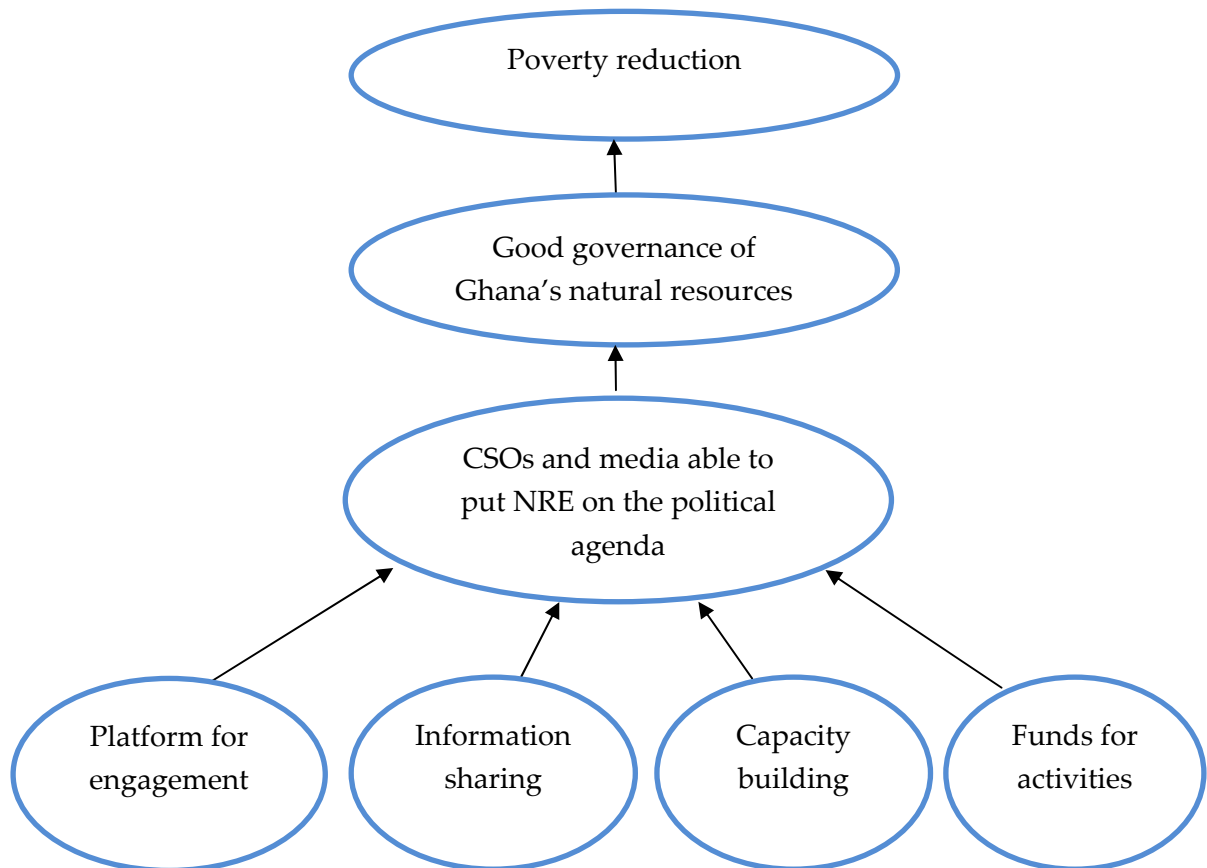 Poverty reduction
Good governance of
Ghana’s natural resources
CSOs and media able to
put NRE on the political
agenda
Platform for
engagement
Information
sharing
Capacity
building
Funds for
activities